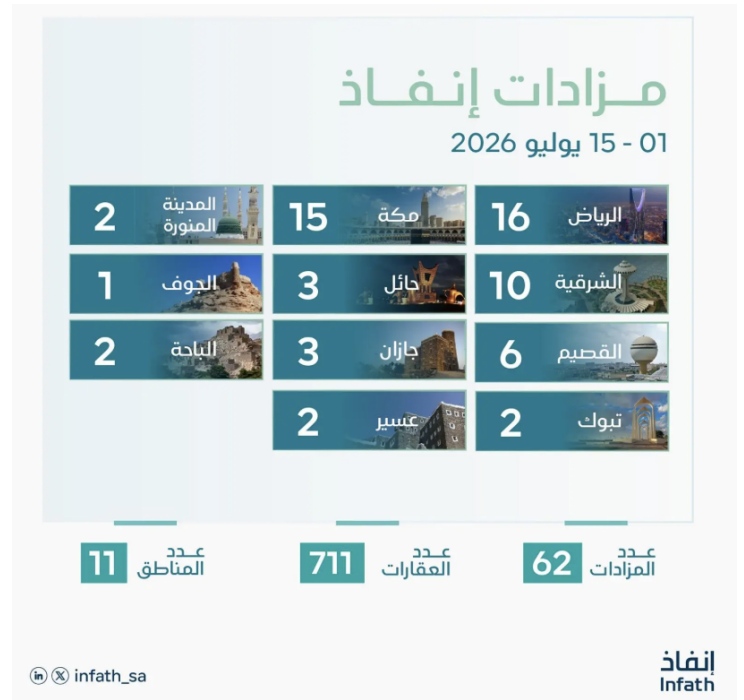 مـزادات إنـفـاذ
01 - 15 يوليو 2026
الرياض 16
مكة 15
المدينة المنورة 2
الشرقية 10
حائل 3
الجوف 1
القصيم 6
جازان 3
الباحة 2
تبوك 2
عسير 2
عـدد المزادات 62
عـدد العقارات 711
عـدد المناطق 11
إنفاذ
Infath
infath_sa